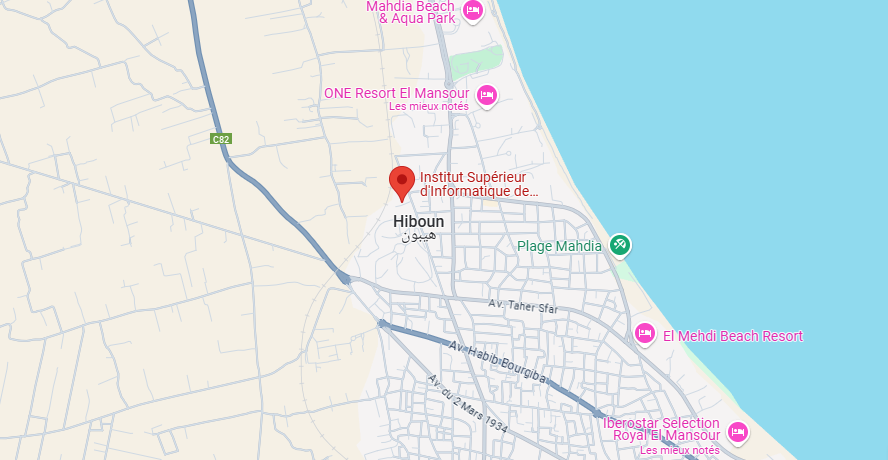 Mahdia Beach
& Aqua Park
ONE Resort El Mansour
Les mieux notés
C82
Institut Supérieur
d'Informatique de...
Hiboun
هيبون
Plage Mahdia
Av. Taher Sfar
El Mehdi Beach Resort
Av. Habib Bourgiba
Av. du 2 Mars 1934
Iberostar Selection
Royal El Mansour
Les mieux notés